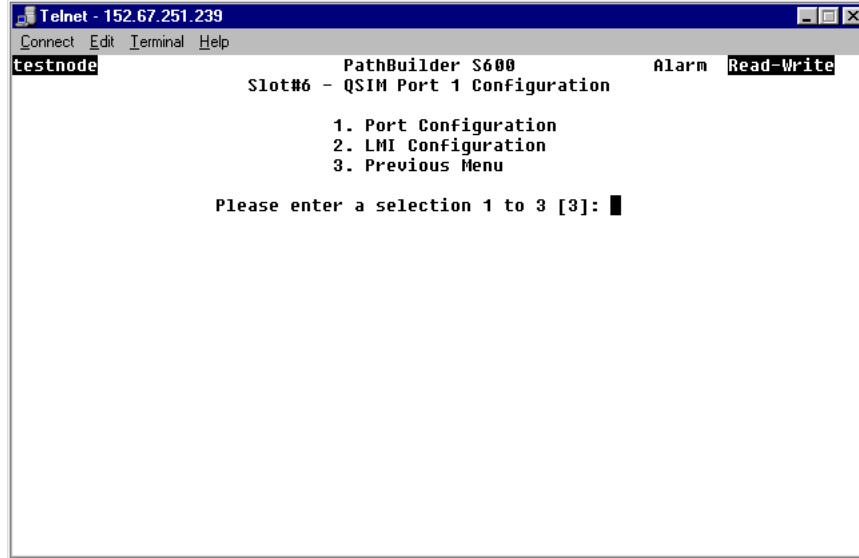 Telnet - 152.67.251.239
Connect Edit Terminal Help
testnode PathBuilder S600 Alarm Read-Write
Slot#6 - QSIM Port 1 Configuration
1. Port Configuration
2. LMI Configuration
3. Previous Menu
Please enter a selection 1 to 3 [3]: